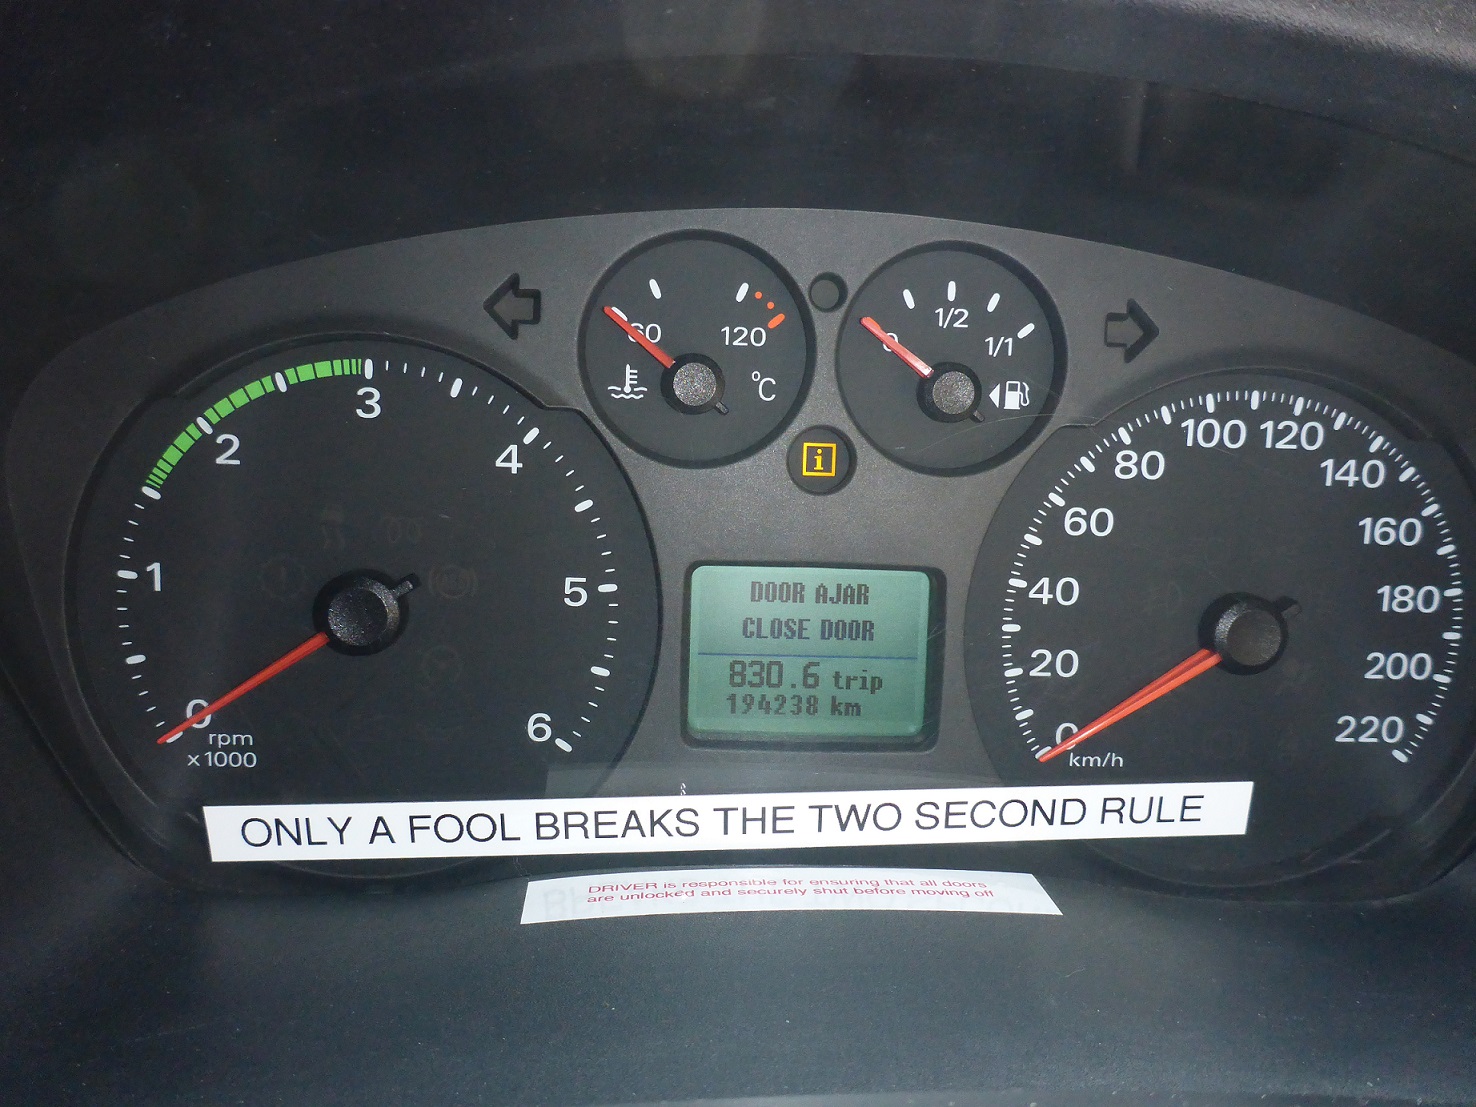 60
120
°C
0
1/2
1/1
0
1
2
3
4
5
6
rpm
x1000
i
DOOR AJAR
CLOSE DOOR
830.6 trip
194238 km
0
20
40
60
80
100
120
140
160
180
200
220
km/h
ONLY A FOOL BREAKS THE TWO SECOND RULE
DRIVER is responsible for ensuring that all doors
are unlocked and securely shut before moving off